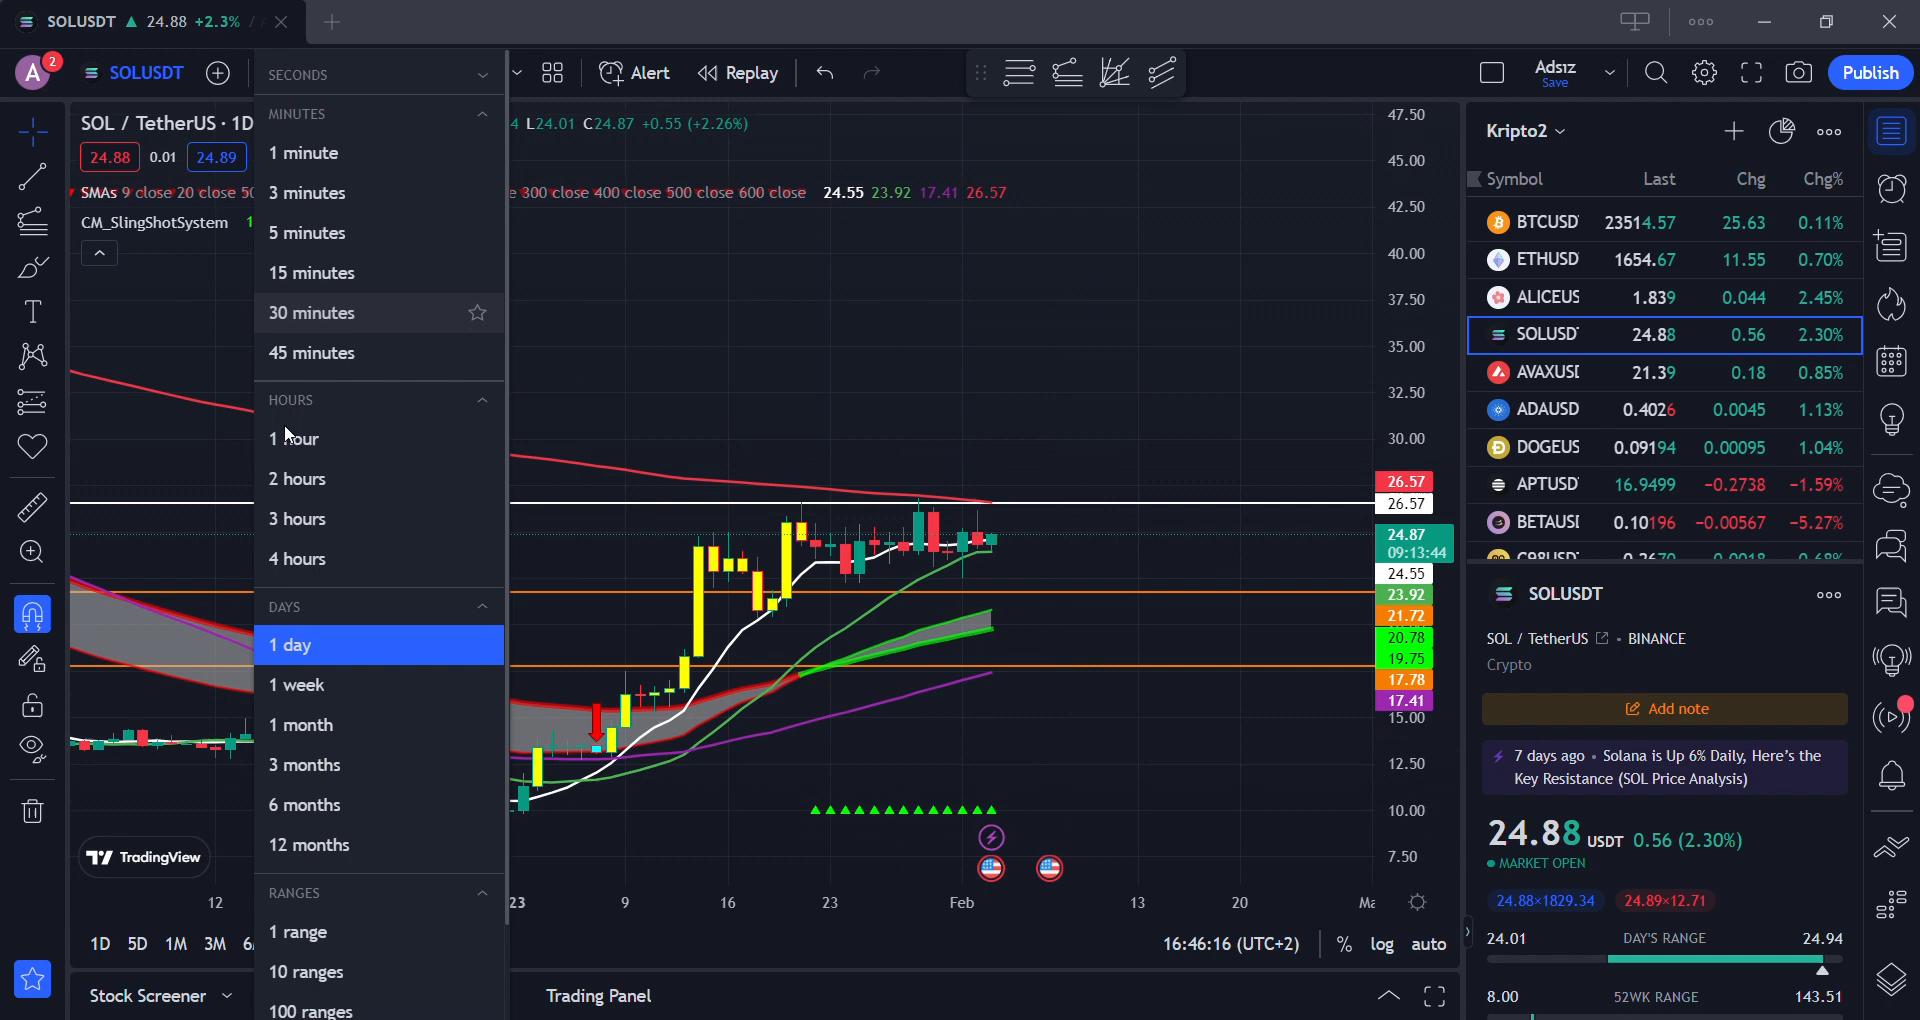 SOLUSDT ▲ 24.88 +2.3% /
A 2 SOLUSDT
Alert Replay
Adsız
Save
Publish
SOL / TetherUS · 1D
4 L24.01 C24.87 +0.55 (+2.26%)
24.88 0.01 24.89
SMAs 9 close 20 close 50
e 300 close 400 close 500 close 600 close 24.55 23.92 17.41 26.57
CM_SlingShotSystem 1
SECONDS
MINUTES
1 minute
3 minutes
5 minutes
15 minutes
30 minutes
45 minutes
HOURS
1 hour
2 hours
3 hours
4 hours
DAYS
1 day
1 week
1 month
3 months
6 months
12 months
RANGES
1 range
10 ranges
100 ranges
47.50
45.00
42.50
40.00
37.50
35.00
32.50
30.00
26.57
26.57
24.87
09:13:44
24.55
23.92
21.72
20.78
19.75
17.78
17.41
15.00
12.50
10.00
7.50
TradingView
12 23 9 16 23 Feb 13 20 Ma
1D 5D 1M 3M 6
16:46:16 (UTC+2) % log auto
Stock Screener
Trading Panel
Kripto2
Symbol Last Chg Chg%
BTCUSD 23514.57 25.63 0.11%
ETHUSD 1654.67 11.55 0.70%
ALICEUS 1.839 0.044 2.45%
SOLUSD 24.88 0.56 2.30%
AVAXUSI 21.39 0.18 0.85%
ADAUSD 0.4026 0.0045 1.13%
DOGEUS 0.09194 0.00095 1.04%
APTUSD 16.9499 −0.2738 −1.59%
BETAUSI 0.10196 −0.00567 −5.27%
SOLUSDT
SOL / TetherUS • BINANCE
Crypto
Add note
7 days ago • Solana is Up 6% Daily, Here's the
Key Resistance (SOL Price Analysis)
24.88 USDT 0.56 (2.30%)
MARKET OPEN
24.88×1829.34 24.89×12.71
24.01 DAY'S RANGE 24.94
8.00 52WK RANGE 143.51